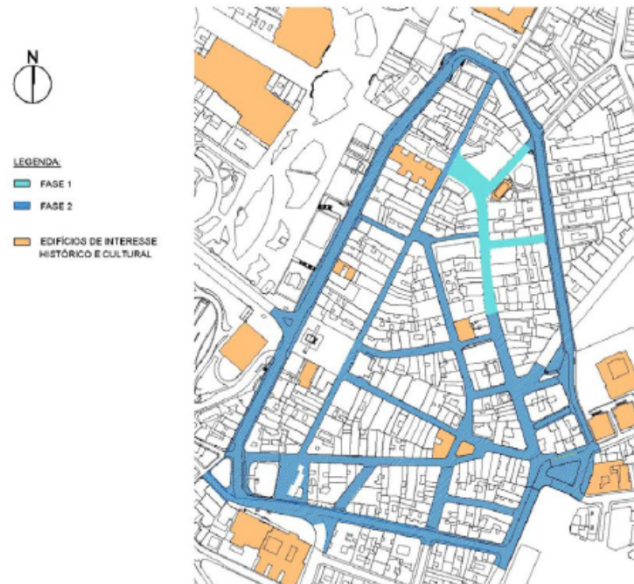 N
LEGENDA:
FASE 1
FASE 2
EDIFÍCIOS DE INTERESSE
HISTÓRICO E CULTURAL